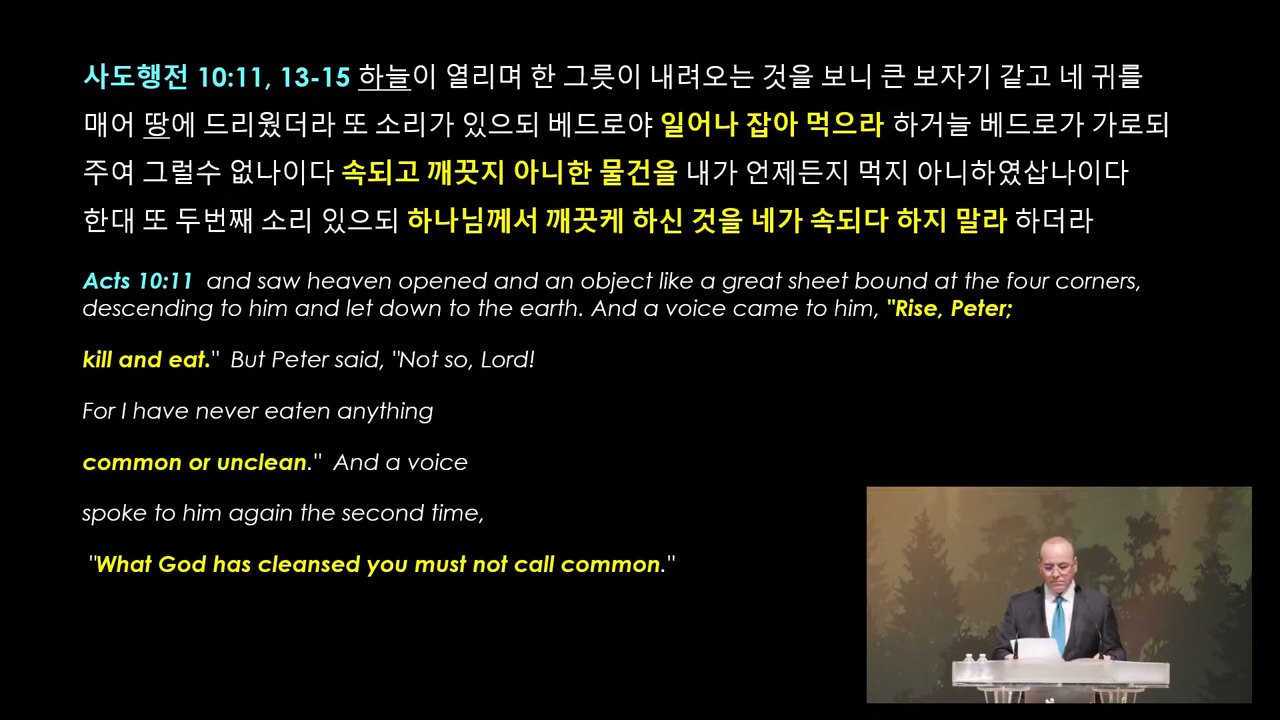 사도행전 10:11, 13-15 하늘이 열리며 한 그릇이 내려오는 것을 보니 큰 보자기 같고 네 귀를
매어 땅에 드리웠더라 또 소리가 있으되 베드로야 일어나 잡아 먹으라 하거늘 베드로가 가로되
주여 그럴수 없나이다 속되고 깨끗지 아니한 물건을 내가 언제든지 먹지 아니하였삽나이다
한대 또 두번째 소리 있으되 하나님께서 깨끗케 하신 것을 네가 속되다 하지 말라 하더라
Acts 10:11 and saw heaven opened and an object like a great sheet bound at the four corners,
descending to him and let down to the earth. And a voice came to him, "Rise, Peter;
kill and eat." But Peter said, "Not so, Lord!
For I have never eaten anything
common or unclean." And a voice
spoke to him again the second time,
"What God has cleansed you must not call common."